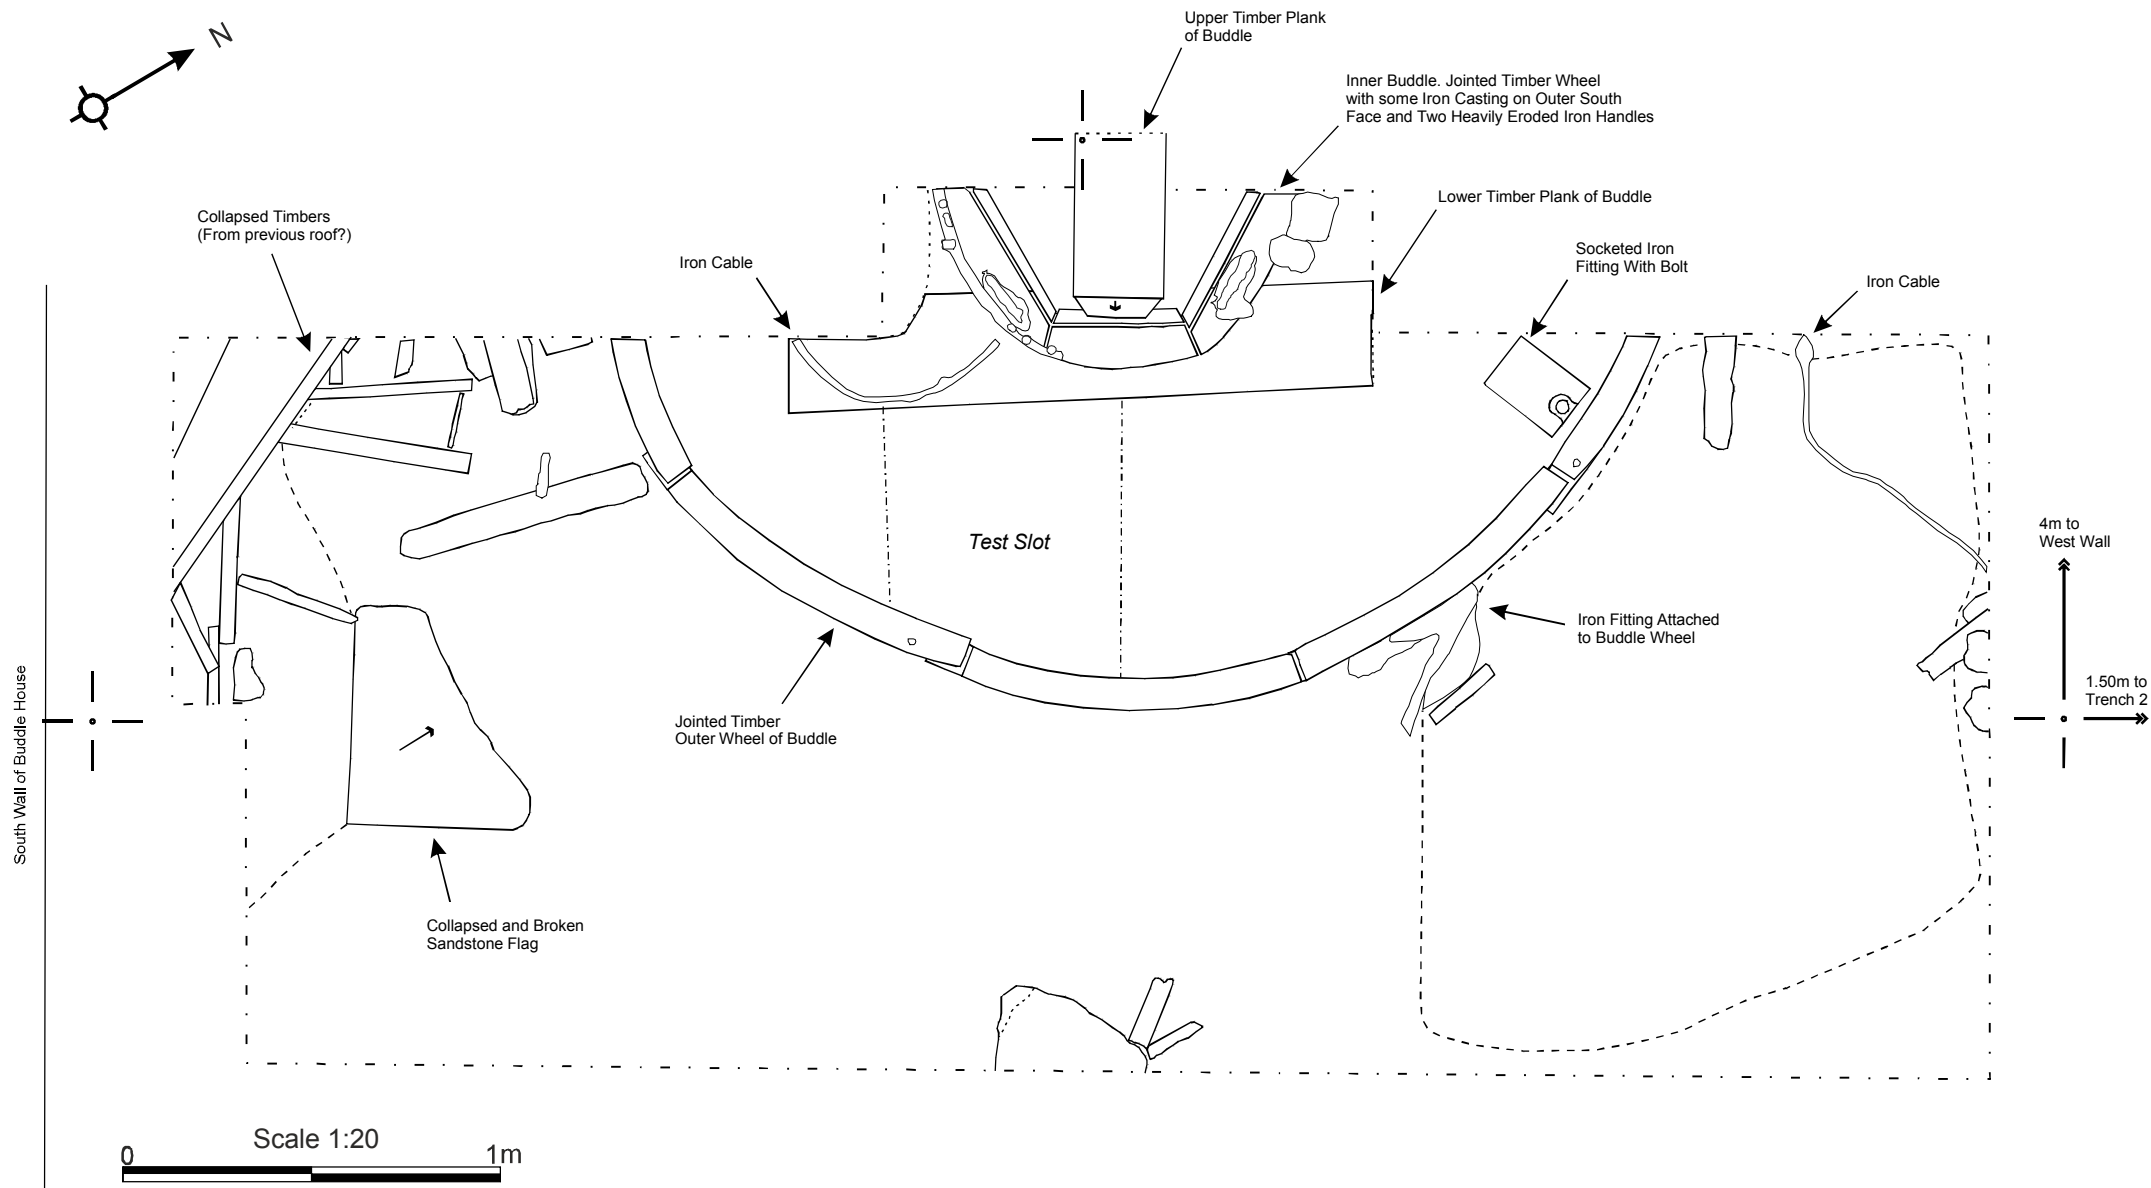 Upper Timber Plank
of Buddle
N
Inner Buddle. Jointed Timber Wheel
with some Iron Casting on Outer South
Face and Two Heavily Eroded Iron Handles
Lower Timber Plank of Buddle
Collapsed Timbers
(From previous roof?)
Iron Cable
Socketed Iron
Fitting With Bolt
Iron Cable
Test Slot
4m to
West Wall
Iron Fitting Attached
to Buddle Wheel
1.50m to
Trench 2
South Wall of Buddle House
Jointed Timber
Outer Wheel of Buddle
Collapsed and Broken
Sandstone Flag
Scale 1:20
0 1m